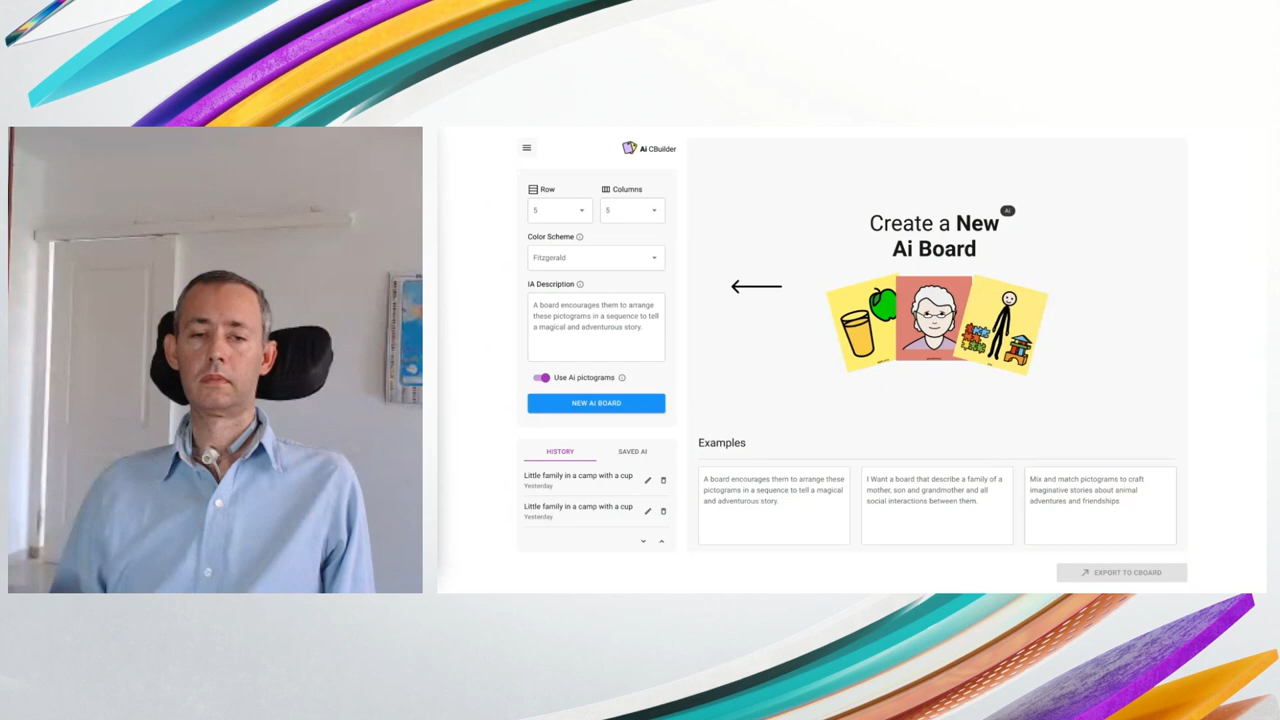 Ai CBuilder
Row
Columns
5
5
Color Scheme
Fitzgerald
IA Description
A board encourages them to arrange
these pictograms in a sequence to tell
a magical and adventurous story.
Use Ai pictograms
NEW AI BOARD
HISTORY
SAVED AI
Little family in a camp with a cup
Yesterday
Little family in a camp with a cup
Yesterday
Create a New
Ai
Ai Board
Examples
A board encourages them to arrange these
pictograms in a sequence to tell a magical
and adventurous story.
I Want a board that describe a family of a
mother, son and grandmother and all
social interactions between them.
Mix and match pictograms to craft
imaginative stories about animal
adventures and friendships
EXPORT TO CBOARD